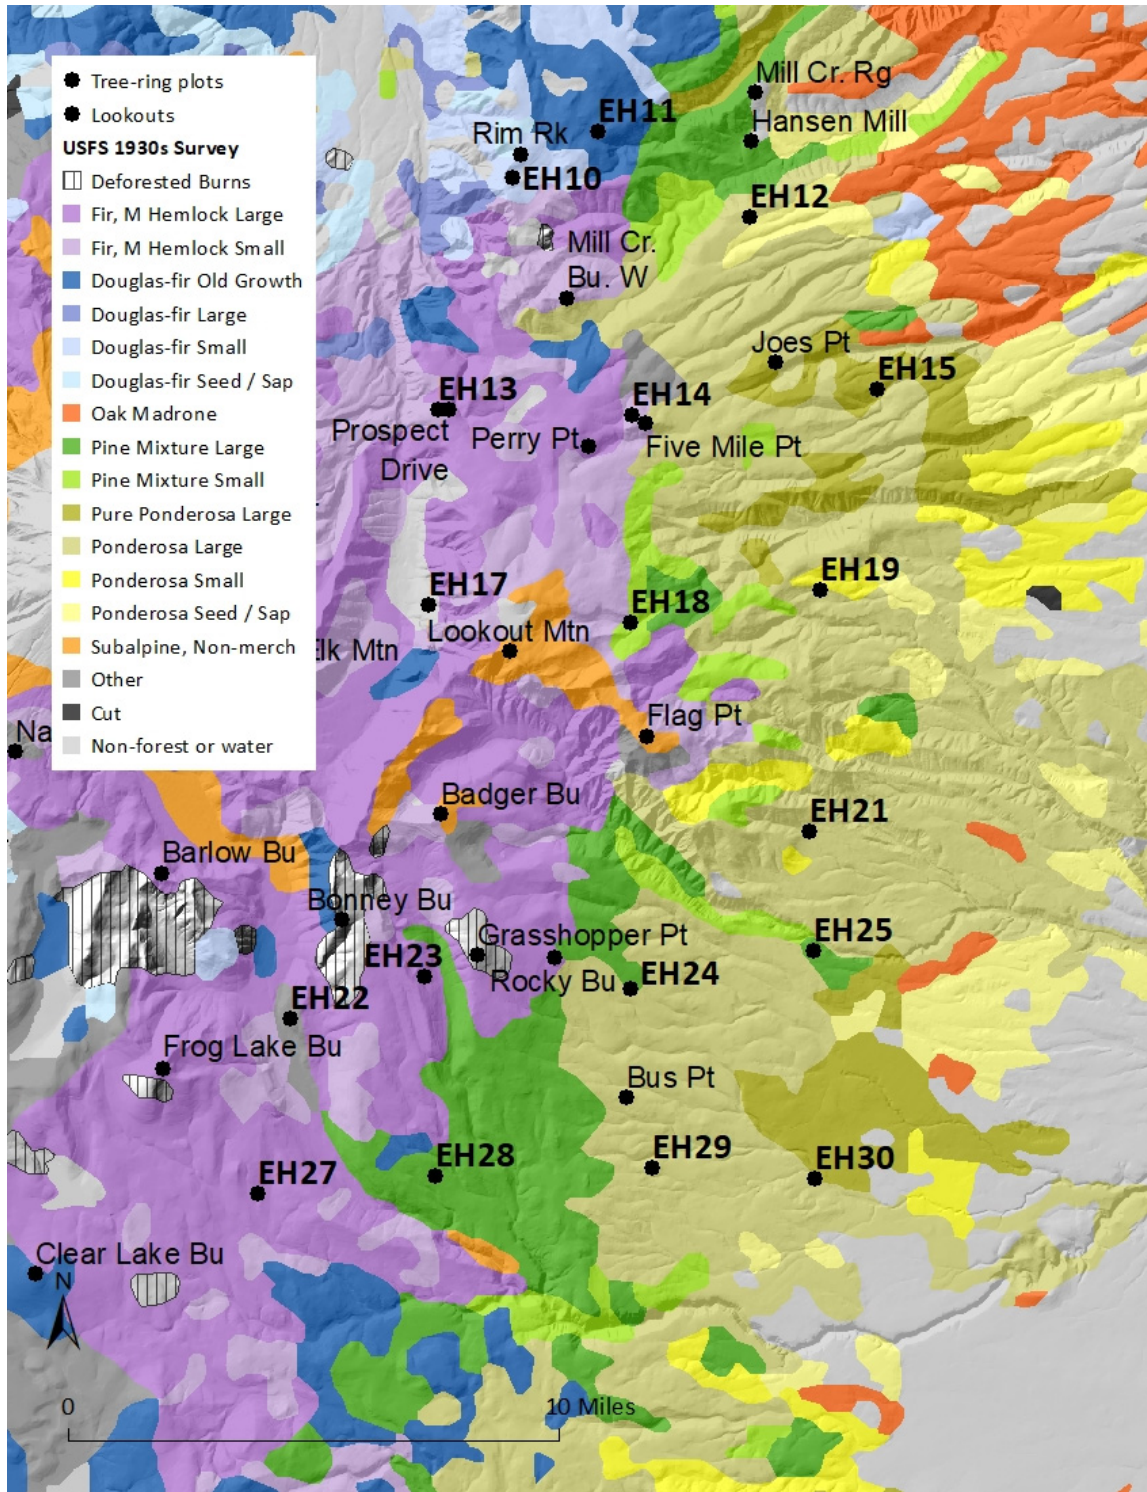 Tree-ring plots
Lookouts
USFS 1930s Survey
Deforested Burns
Fir, M Hemlock Large
Fir, M Hemlock Small
Douglas-fir Old Growth
Douglas-fir Large
Douglas-fir Small
Douglas-fir Seed / Sap
Oak Madrone
Pine Mixture Large
Pine Mixture Small
Pure Ponderosa Large
Ponderosa Large
Ponderosa Small
Ponderosa Seed / Sap
Subalpine, Non-merch
Other
Cut
Non-forest or water
Mill Cr. Rg
EH11
Hansen Mill
Rim Rk
EH10
EH12
Mill Cr.
Bu. W
Joes Pt
EH15
EH13
EH14
Prospect
Drive
Perry Pt
Five Mile Pt
EH17
EH19
EH18
Lookout Mtn
Elk Mtn
Flag Pt
Na
Badger Bu
EH21
Barlow Bu
Bonney Bu
Grasshopper Pt
EH25
EH23
Rocky Bu
EH24
EH22
Frog Lake Bu
Bus Pt
EH28
EH29
EH30
EH27
Clear Lake Bu
N
0
10 Miles